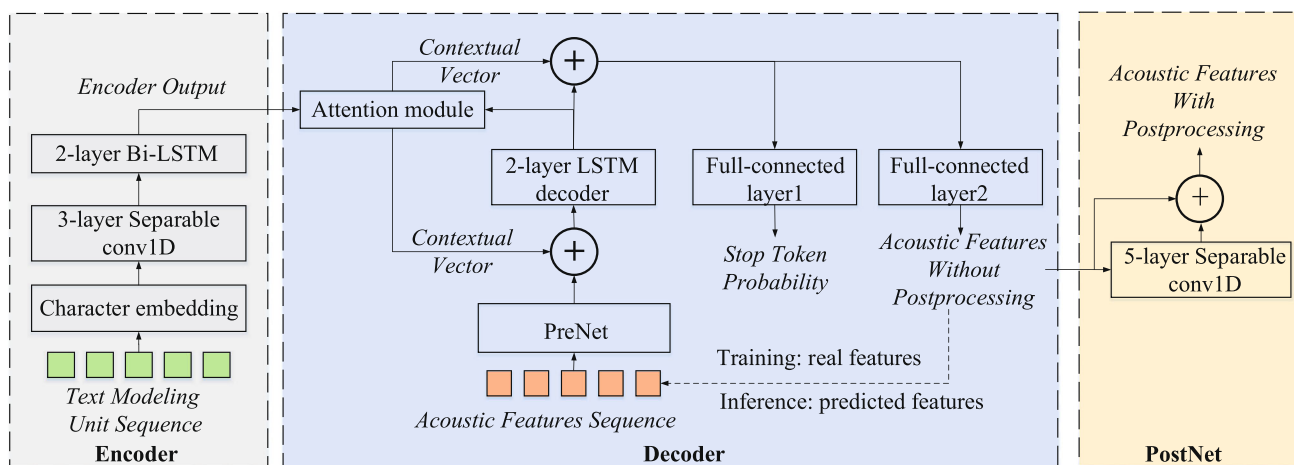 Encoder Output
2-layer Bi-LSTM
3-layer Separable
conv1D
Character embedding
Text Modeling
Unit Sequence
Encoder
Contextual
Vector
+
Attention module
2-layer LSTM
decoder
Full-connected
layer1
Full-connected
layer2
Contextual
Vector
+
Stop Token
Probability
Acoustic Features
Without
Postprocessing
PreNet
Training: real features
Inference: predicted features
Acoustic Features Sequence
Decoder
Acoustic Features
With
Postprocessing
+
5-layer Separable
conv1D
PostNet